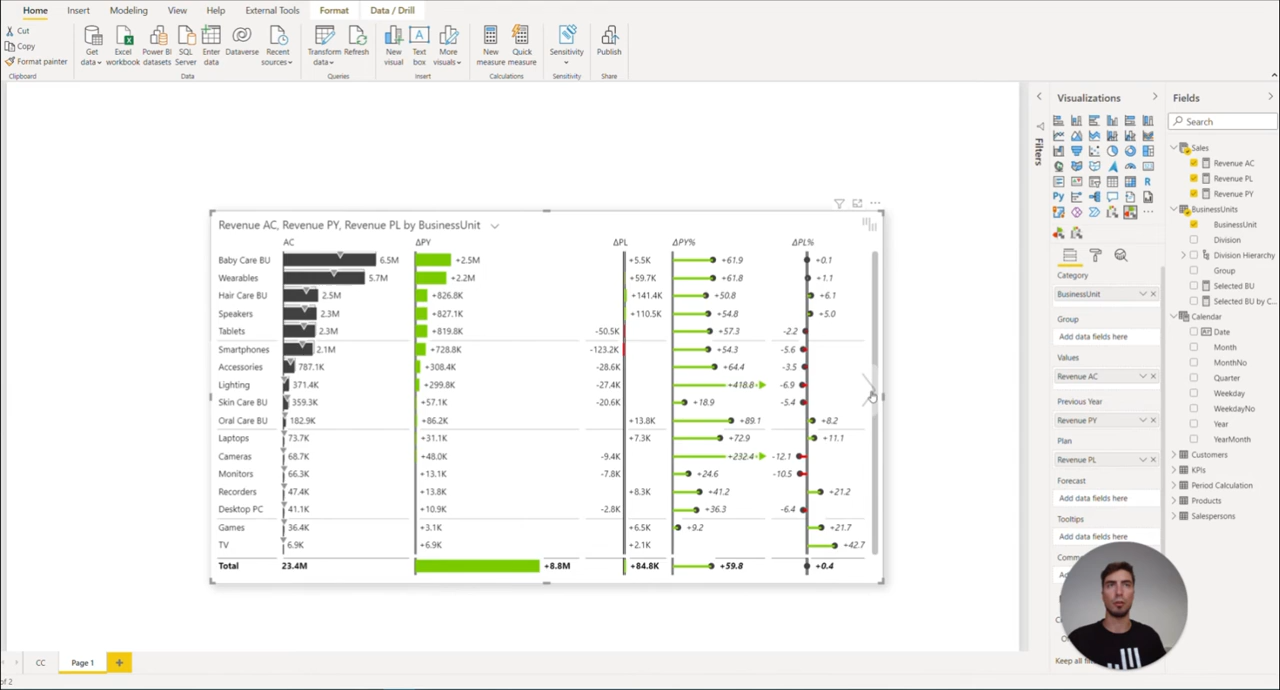 Home Insert Modeling View Help External Tools Format Data / Drill
Cut
Copy
Format painter
Clipboard
Get data
Excel workbook
Power BI datasets
SQL Server
Enter data
Dataverse
Recent sources
Data
Transform data
Refresh
Queries
New visual
Text box
More visuals
Insert
New measure
Quick measure
Calculations
Sensitivity
Sensitivity
Publish
Share
Revenue AC, Revenue PY, Revenue PL by BusinessUnit
AC ΔPY ΔPL ΔPY% ΔPL%
Baby Care BU 6.5M +2.5M +5.5K +61.9 +0.1
Wearables 5.7M +2.2M +59.7K +61.8 +1.1
Hair Care BU 2.5M +826.8K +141.4K +50.8 +6.1
Speakers 2.3M +827.1K +110.5K +54.8 +5.0
Tablets 2.3M +819.8K -50.5K +57.3 -2.2
Smartphones 2.1M +728.8K -123.2K +54.3 -5.6
Accessories 787.1K +308.4K -28.6K +64.4 -3.5
Lighting 371.4K +299.8K -27.4K +418.8 -6.9
Skin Care BU 359.3K +57.1K -20.6K +18.9 -5.4
Oral Care BU 182.9K +86.2K +13.8K +89.1 +8.2
Laptops 73.7K +31.1K +7.3K +72.9 +11.1
Cameras 68.7K +48.0K -9.4K +232.4 -12.1
Monitors 66.3K +13.1K -7.8K +24.6 -10.5
Recorders 47.4K +13.8K +8.3K +41.2 +21.2
Desktop PC 41.1K +10.9K -2.8K +36.3 -6.4
Games 36.4K +3.1K +6.5K +9.2 +21.7
TV 6.9K +6.9K +2.1K +42.7
Total 23.4M +8.8M +84.8K +59.8 +0.4
Filters
Visualizations
R
Py
Category
BusinessUnit
Group
Add data fields here
Values
Revenue AC
Previous Year
Revenue PY
Plan
Revenue PL
Forecast
Add data fields here
Tooltips
Add data fields here
Comm
Keep all fil
Fields
Search
Sales
Revenue AC
Revenue PL
Revenue PY
BusinessUnits
BusinessUnit
Division
Division Hierarchy
Group
Selected BU
Selected BU by C...
Calendar
Date
Month
MonthNo
Quarter
Weekday
WeekdayNo
Year
YearMonth
Customers
KPIs
Period Calculation
Products
Salespersons
CC Page 1
of 2